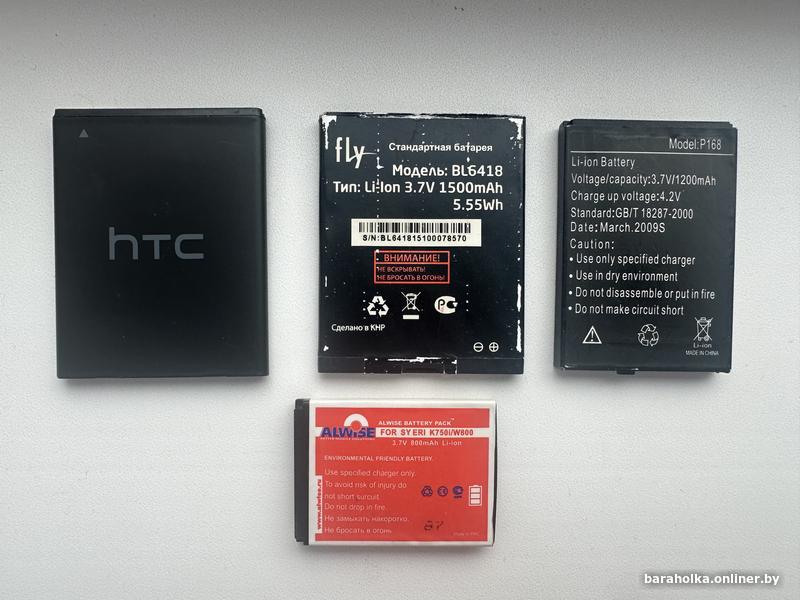 hTC
fly Стандартная батарея
Модель: BL6418
Тип: Li-Ion 3.7V 1500mAh
5.55Wh
S/N:BL641815100078570
ВНИМАНИЕ!
НЕ ВСКРЫВАТЬ!
НЕ БРОСАТЬ В ОГОНЬ!
Сделано в КНР
Model:P168
Li-ion Battery
Voltage/capacity:3.7V/1200mAh
Charge up voltage:4.2V
Standard:GB/T 18287-2000
Date:March.2009S
Caution:
• Use only specified charger
• Use in dry environment
• Do not disassemble or put in fire
• Do not make circuit short
Li-ion
MADE IN CHINA
ALWISE ALWISE BATTERY PACK™
FOR SY ERI K750i/W800
3.7V 800mAh Li-ion
ENVIRONMENTAL FRIENDLY BATTERY.
Use specified charger only.
To avoid risk of injury do
not short surcuit.
Do not drop in fire.
Не замыкать накоротко.
Не бросать в огонь
www.alwise.ru
baraholka.onliner.by